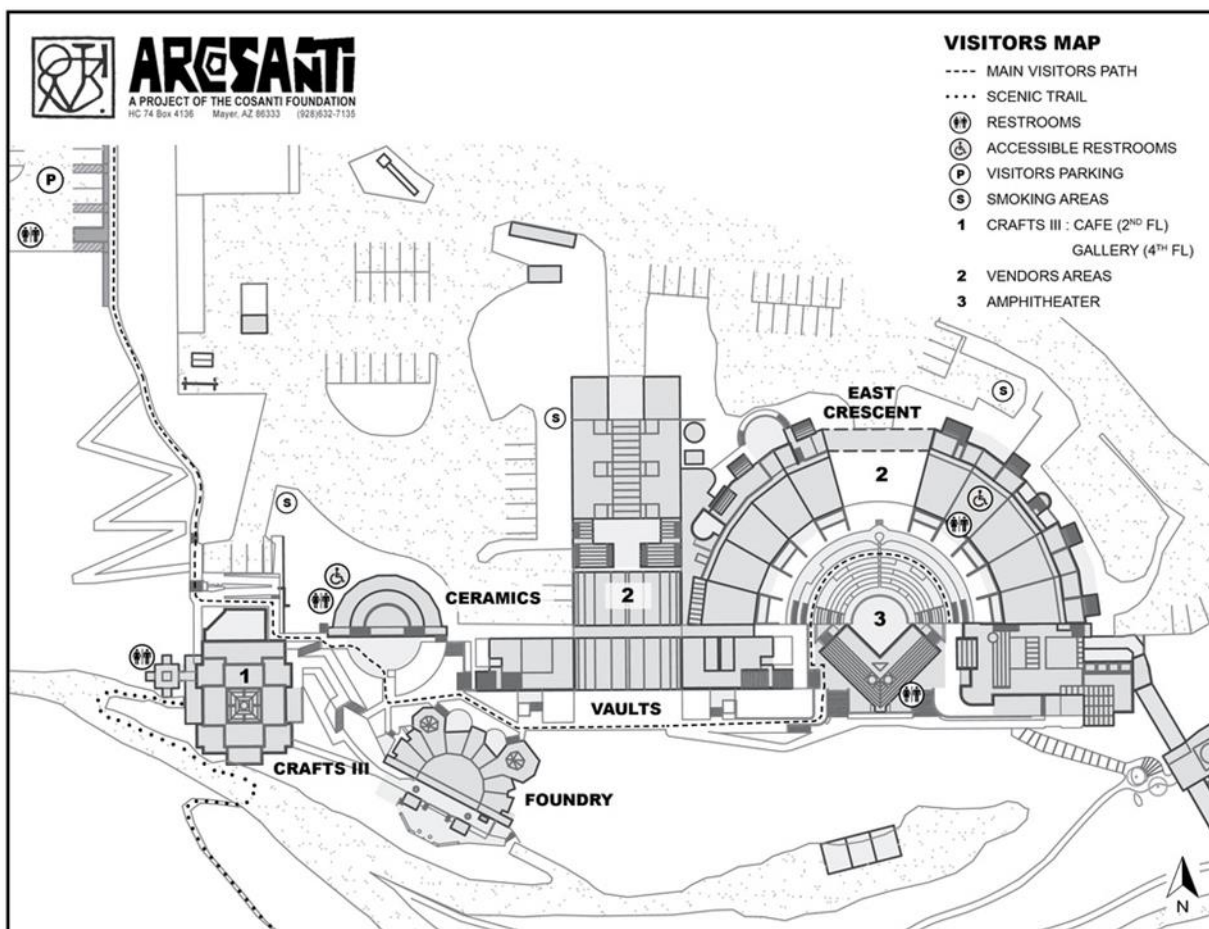 ARCOSANTI
A PROJECT OF THE COSANTI FOUNDATION
HC 74 Box 4136 Mayer, AZ 86333 (928)632-7135
VISITORS MAP
MAIN VISITORS PATH
SCENIC TRAIL
RESTROOMS
ACCESSIBLE RESTROOMS
P VISITORS PARKING
S SMOKING AREAS
1 CRAFTS III : CAFE (2ND FL)
GALLERY (4TH FL)
2 VENDORS AREAS
3 AMPHITHEATER
P
S
EAST
CRESCENT
S
2
S
CERAMICS
2
3
1
VAULTS
CRAFTS III
FOUNDRY
N